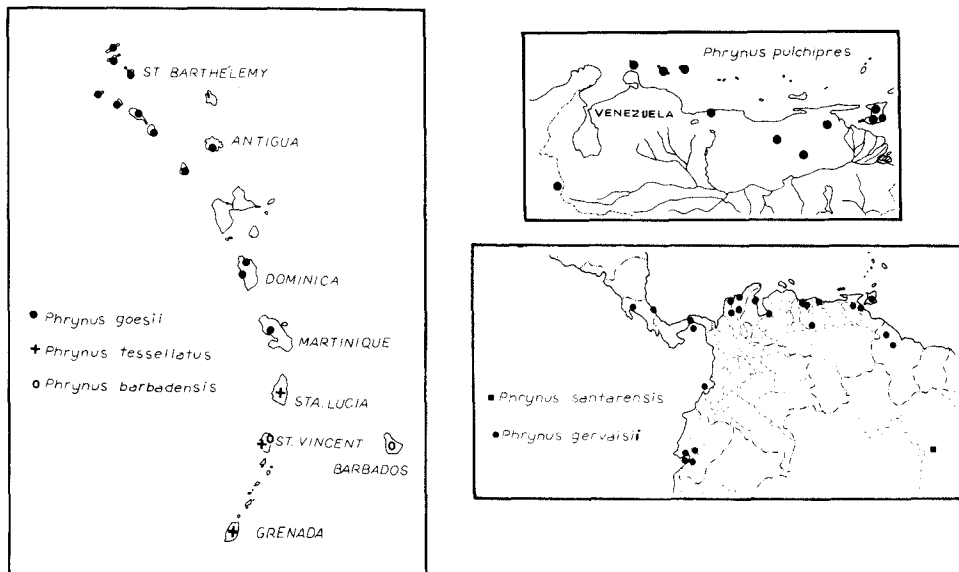 ST. BARTHÉLEMY
ANTIGUA
DOMINICA
Phrynus goesii
Phrynus tessellatus
Phrynus barbadensis
MARTINIQUE
STA. LUCIA
ST. VINCENT
BARBADOS
GRENADA
Phrynus pulchipres
VENEZUELA
Phrynus santarensis
Phrynus gervaisii